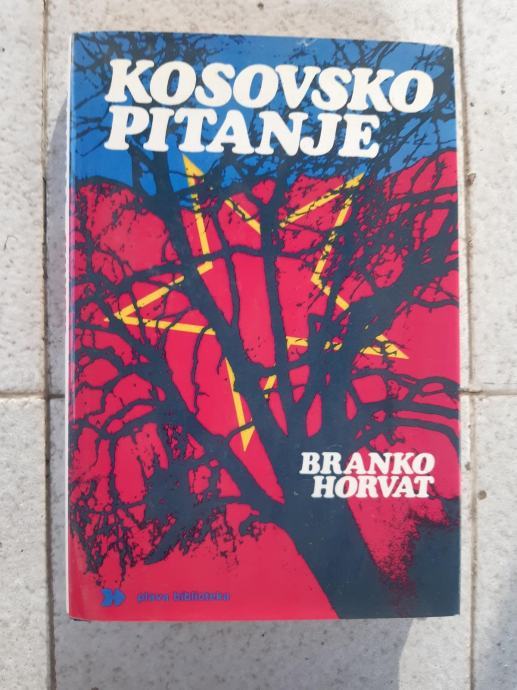 KOSOVSKO
PITANJE
BRANKO
HORVAT
plava biblioteka